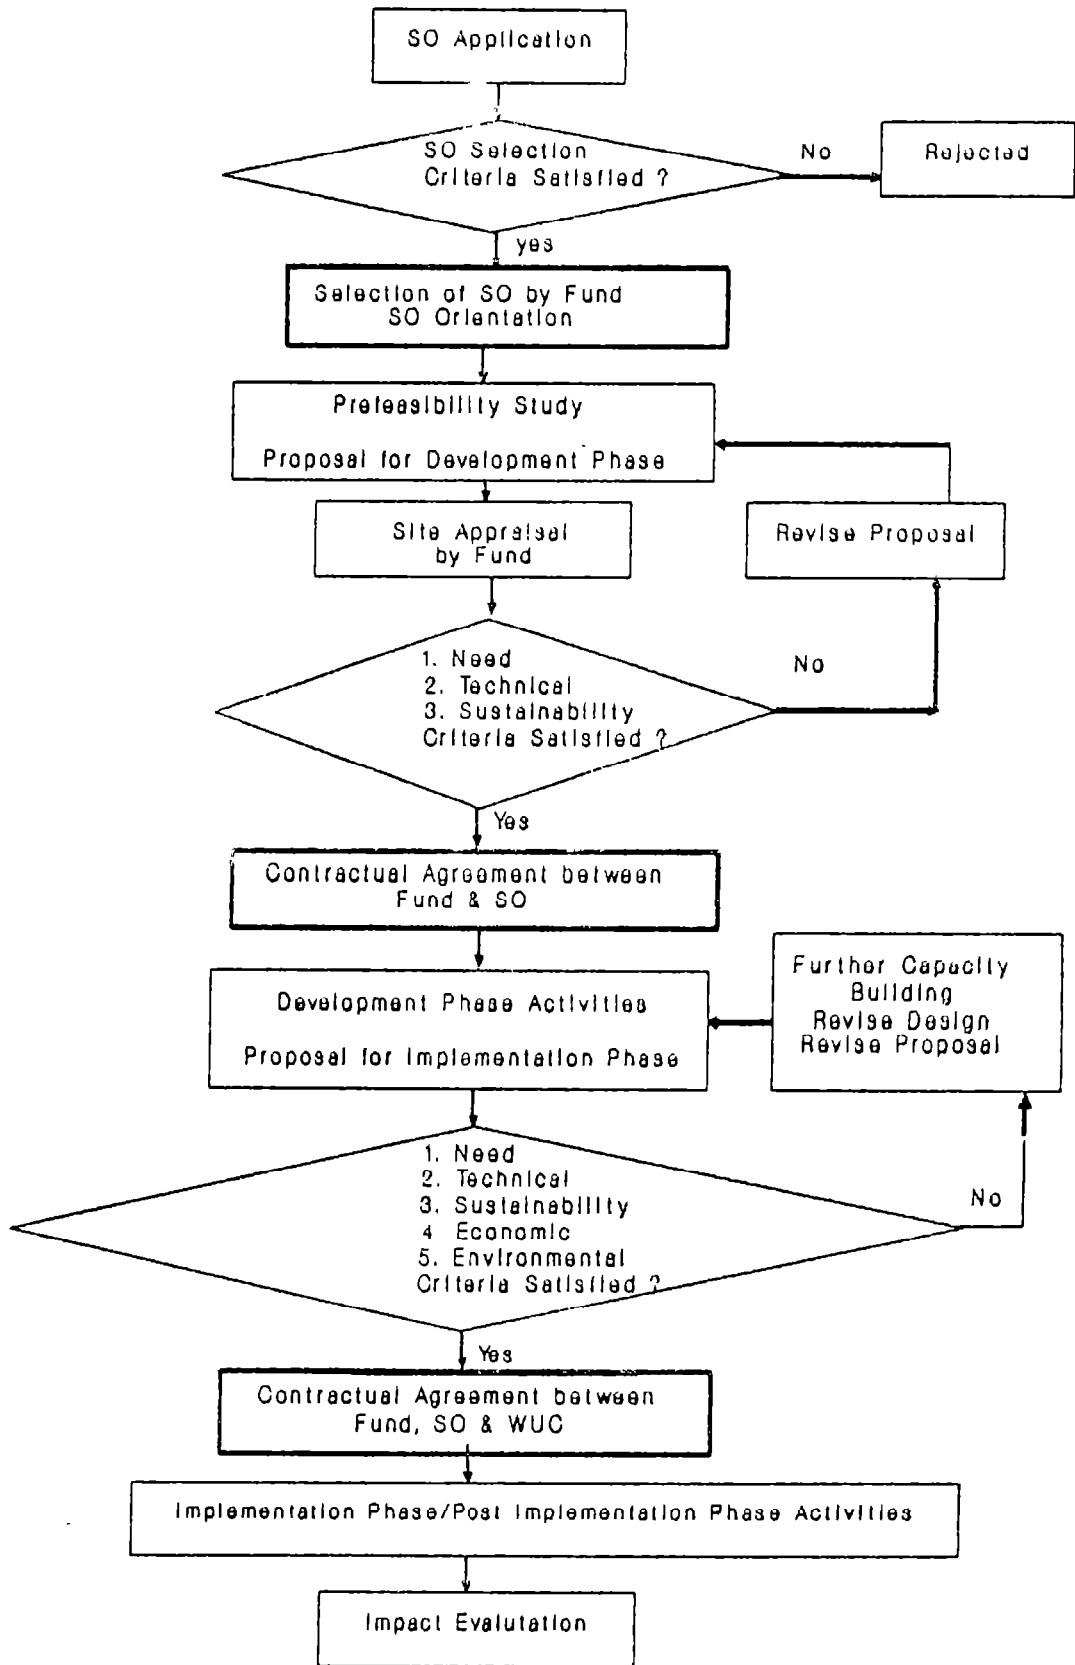 SO Application
SO Selection
Criteria Satisfied ?
No
Rejected
yes
Selection of SO by Fund
SO Orientation
Prefeasibility Study
Proposal for Development Phase
Site Appraisal
by Fund
Revise Proposal
1. Need
2. Technical
3. Sustainability
Criteria Satisfied ?
No
Yes
Contractual Agreement between
Fund & SO
Development Phase Activities
Proposal for Implementation Phase
Further Capacity
Building
Revise Design
Revise Proposal
1. Need
2. Technical
3. Sustainability
4 Economic
5. Environmental
Criteria Satisfied ?
No
Yes
Contractual Agreement between
Fund, SO & WUC
Implementation Phase/Post Implementation Phase Activities
Impact Evalutation